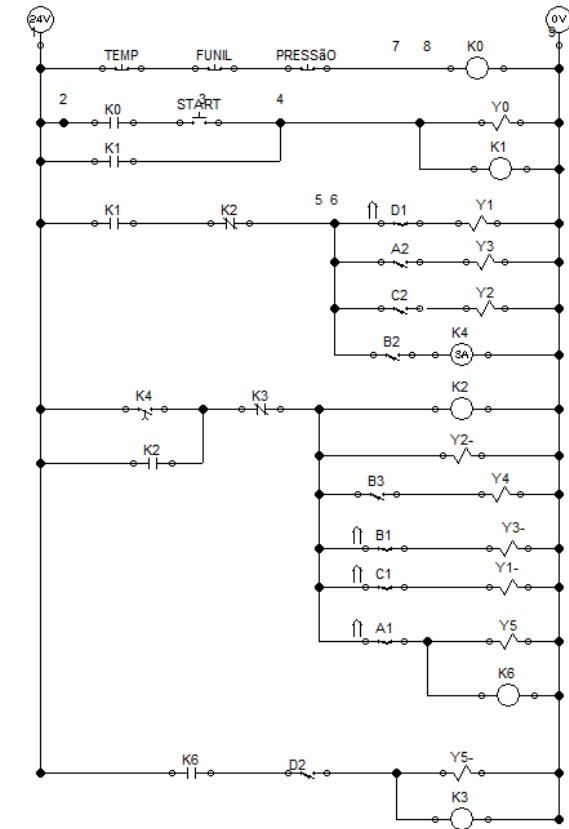 24V 0V
1 9
TEMP FUNIL PRESSãO 7 8 K0
2 K0 START 3 4 Y0
K1 K1
K1 K2 5 6 D1 Y1
A2 Y3
C2 Y2
B2 K4
SA
K4 K3 K2
K2 Y2-
B3 Y4
B1 Y3-
C1 Y1-
A1 Y5
K6
K6 D2 Y5-
K3